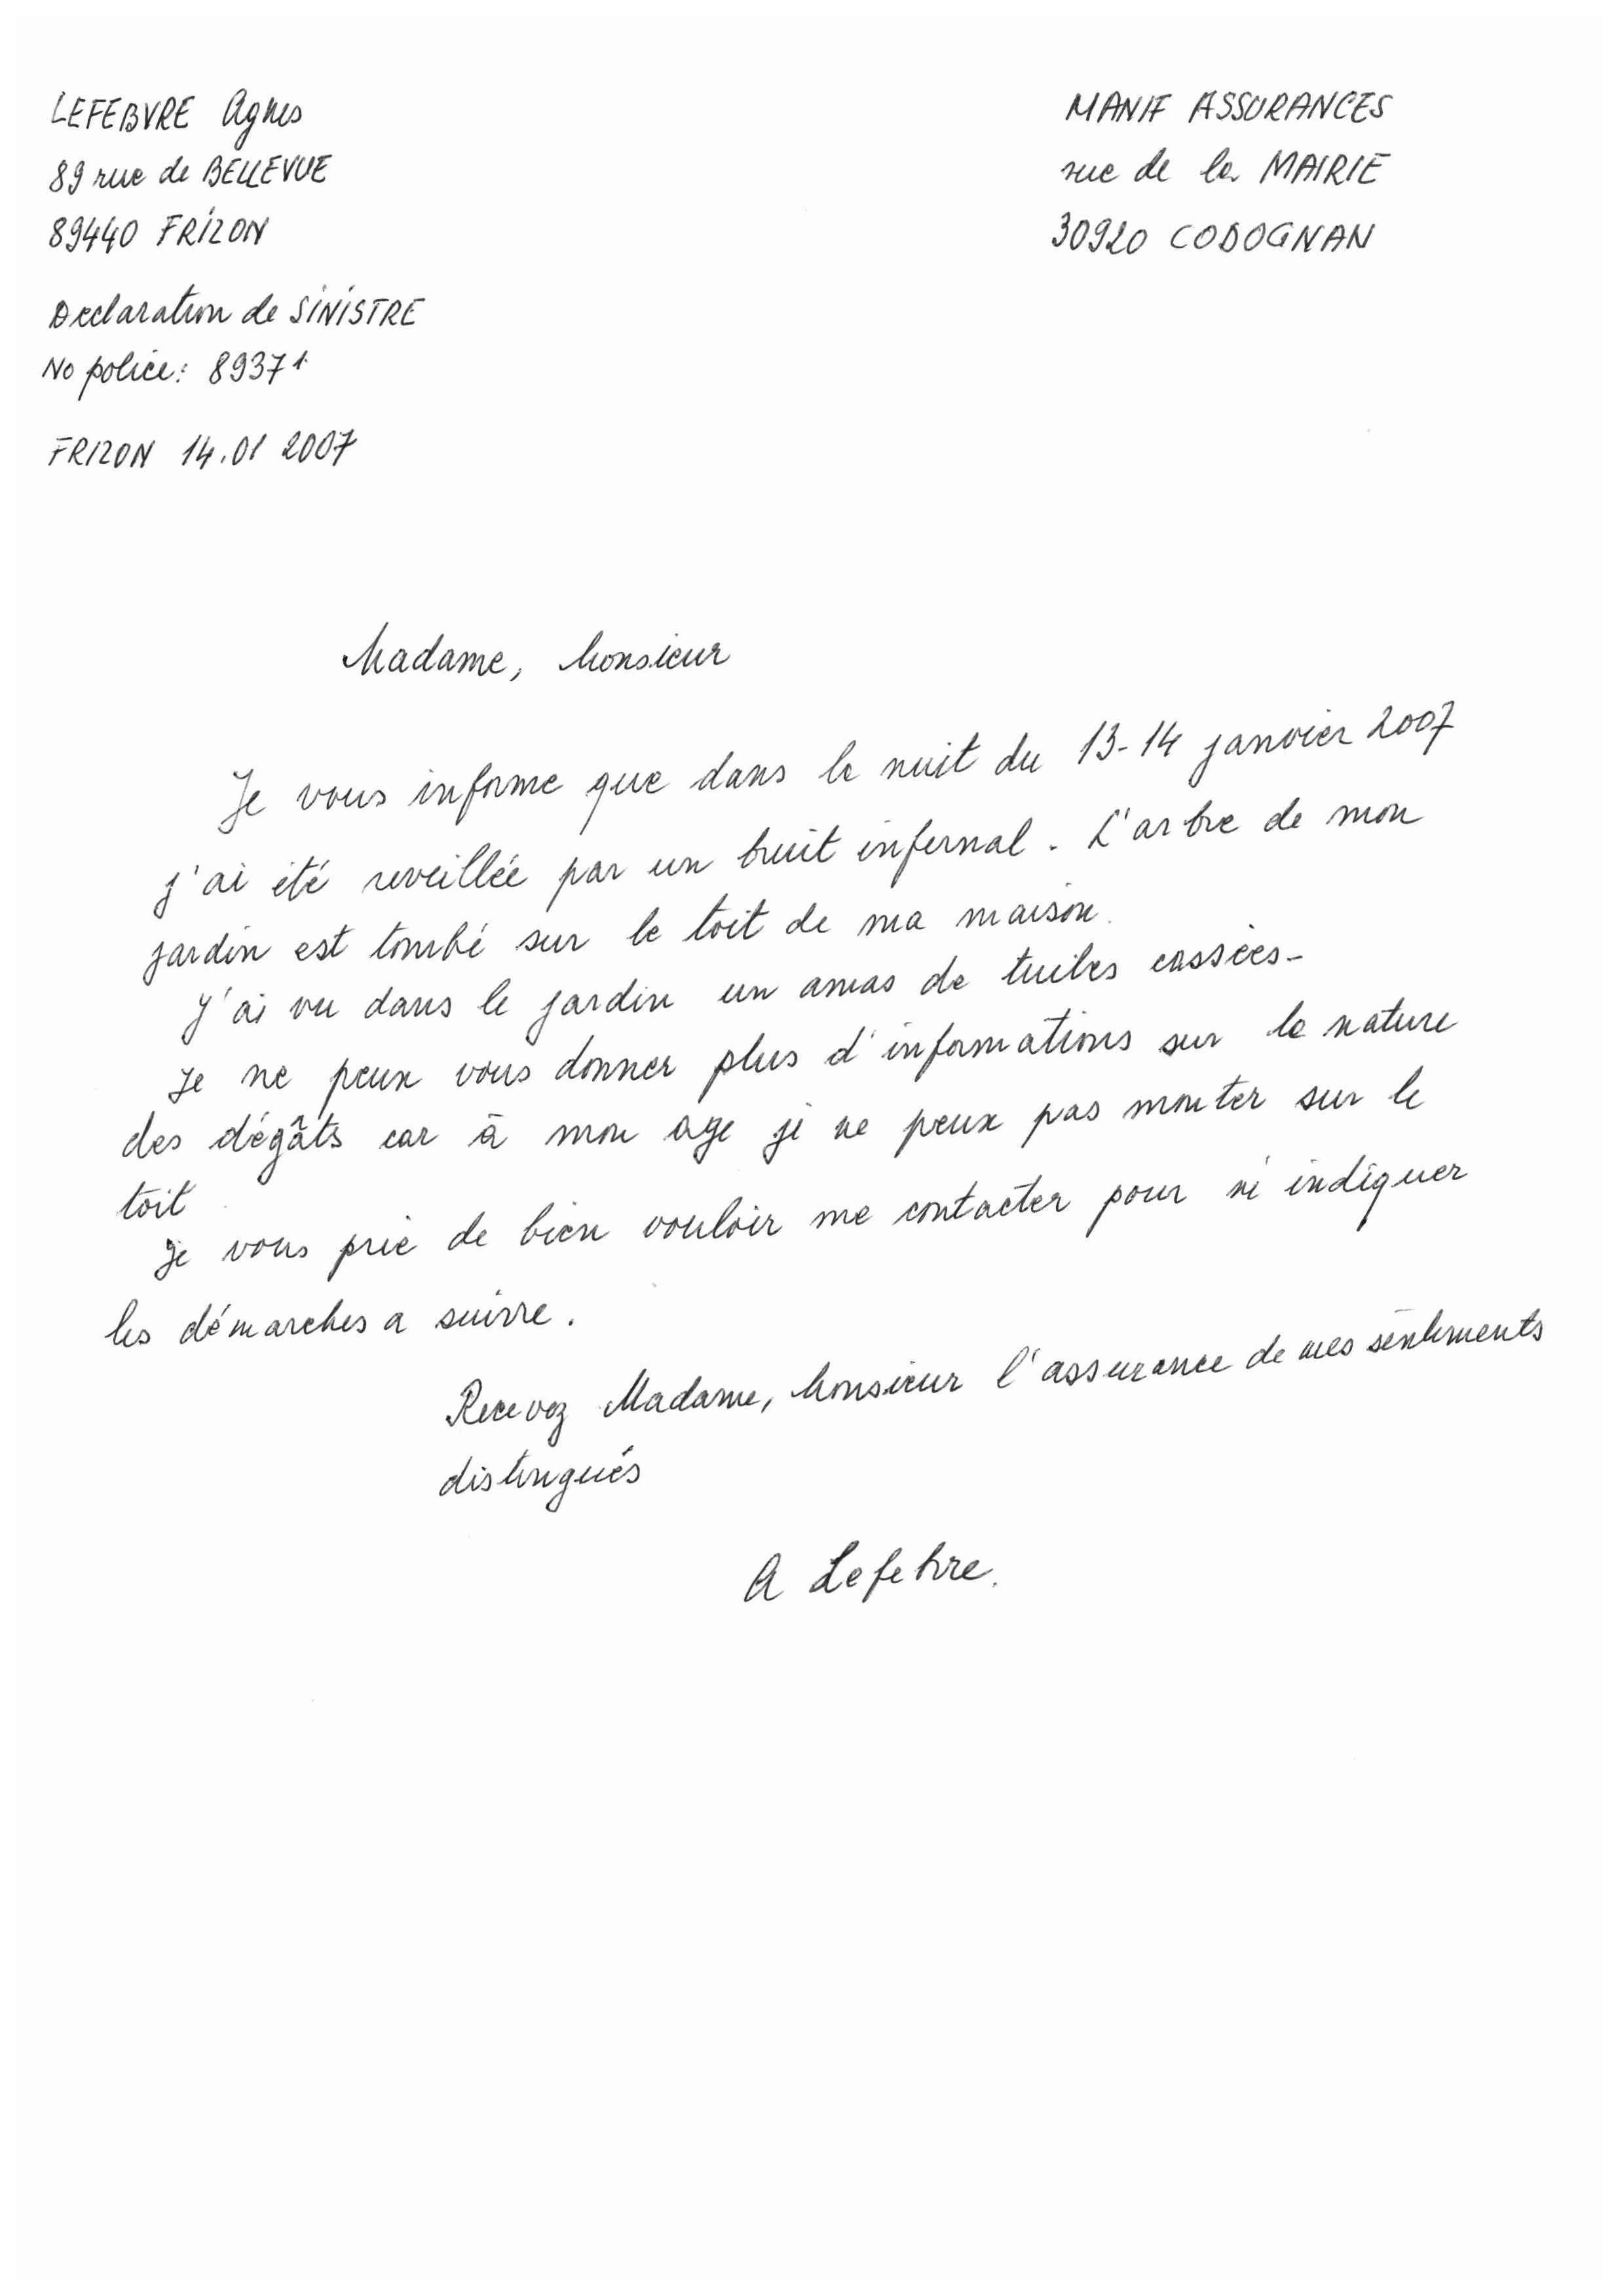 LEFEBVRE Agnes
89 rue de BELLEVUE
89440 FRIZON
Declaration de SINISTRE
No police: 89371
FRIZON 14.01 2007
MANIF ASSURANCES
rue de la MAIRIE
30920 CODOGNAN
Madame, Monsieur
Je vous informe que dans la nuit du 13-14 janvier 2007
j'ai été reveillée par un bruit infernal. L'arbre de mon
jardin est tombé sur le toit de ma maison.
J'ai vu dans le jardin un amas de tuiles cassées-
Je ne peux vous donner plus d'informations sur la nature
des dégâts car à mon age je ne peux pas monter sur le
toit
Je vous prie de bien vouloir me contacter pour m'indiquer
les démarches a suivre.
Recevez Madame, Monsieur l'assurance de mes sentiments
distingués
A Lefebvre.